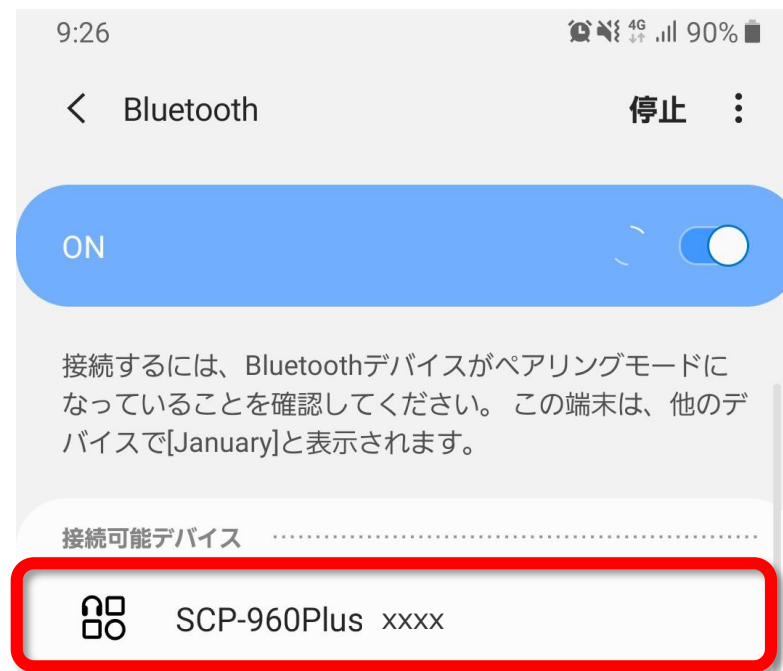 9:26 4G 90%
Bluetooth 停止
ON
接続するには、Bluetoothデバイスがペアリングモードに
なっていることを確認してください。 この端末は、他のデ
バイスで[January]と表示されます。
接続可能デバイス
SCP-960Plus xxxx